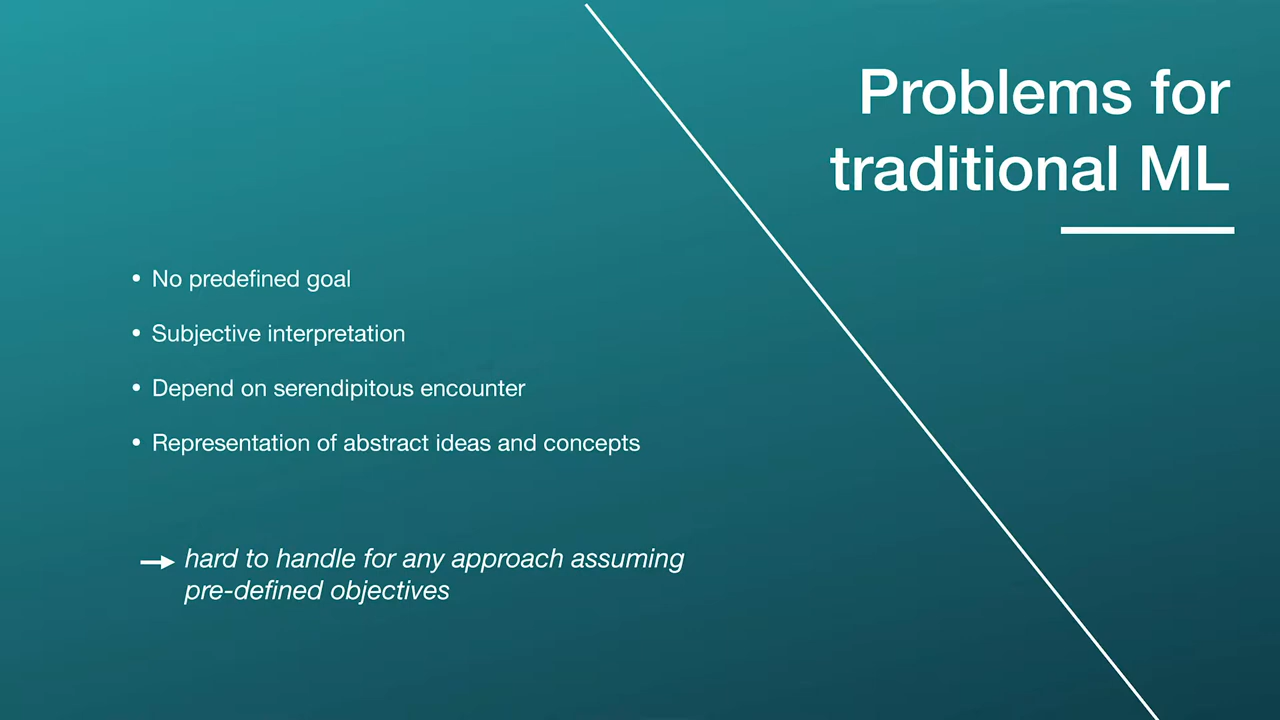 Problems for
traditional ML
• No predefined goal
• Subjective interpretation
• Depend on serendipitous encounter
• Representation of abstract ideas and concepts
hard to handle for any approach assuming
pre-defined objectives